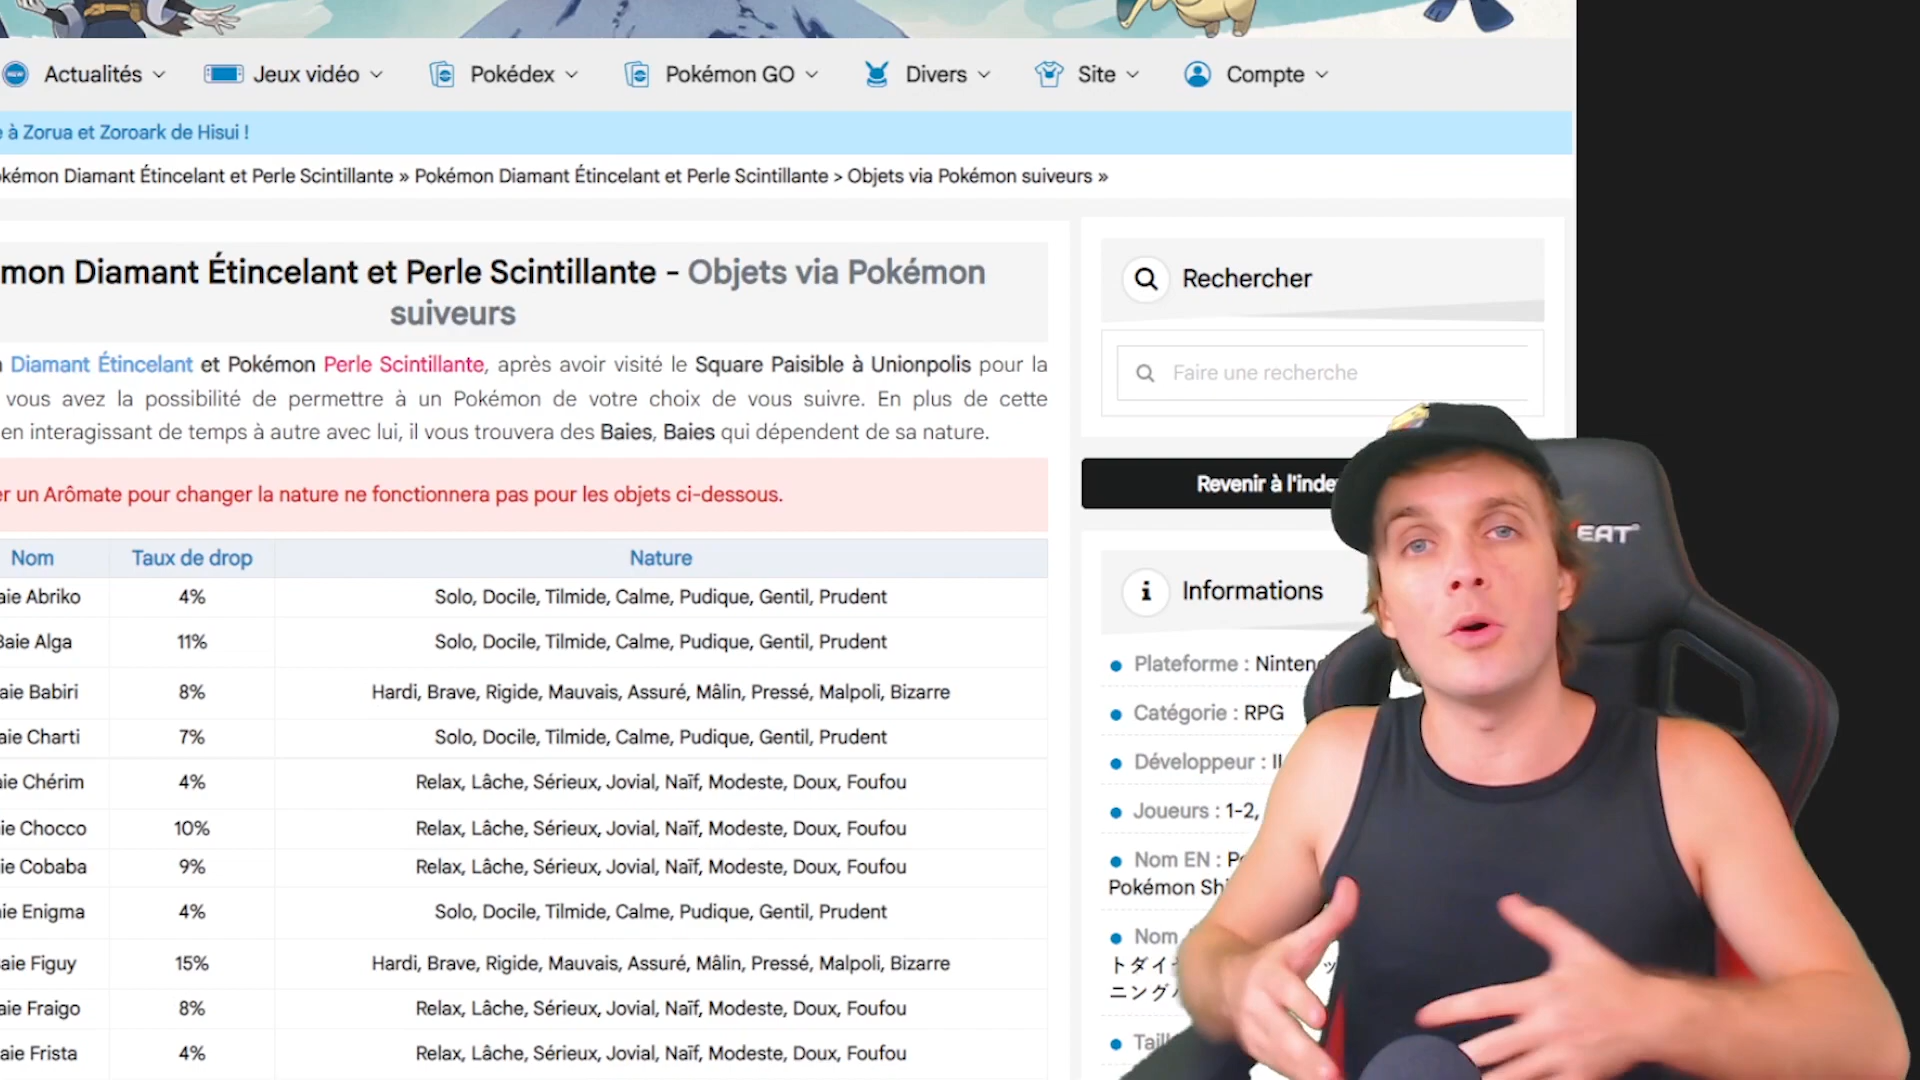 Actualités
Jeux vidéo
Pokédex
Pokémon GO
Divers
Site
Compte
à Zorua et Zoroark de Hisui !
kémon Diamant Étincelant et Perle Scintillante » Pokémon Diamant Étincelant et Perle Scintillante > Objets via Pokémon suiveurs »
mon Diamant Étincelant et Perle Scintillante - Objets via Pokémon
suiveurs
Diamant Étincelant et Pokémon Perle Scintillante, après avoir visité le Square Paisible à Unionpolis pour la
vous avez la possibilité de permettre à un Pokémon de votre choix de vous suivre. En plus de cette
en interagissant de temps à autre avec lui, il vous trouvera des Baies, Baies qui dépendent de sa nature.
er un Arômate pour changer la nature ne fonctionnera pas pour les objets ci-dessous.
Nom Taux de drop Nature
aie Abriko 4% Solo, Docile, Tilmide, Calme, Pudique, Gentil, Prudent
Baie Alga 11% Solo, Docile, Tilmide, Calme, Pudique, Gentil, Prudent
aie Babiri 8% Hardi, Brave, Rigide, Mauvais, Assuré, Mâlin, Pressé, Malpoli, Bizarre
aie Charti 7% Solo, Docile, Tilmide, Calme, Pudique, Gentil, Prudent
aie Chérim 4% Relax, Lâche, Sérieux, Jovial, Naïf, Modeste, Doux, Foufou
ie Chocco 10% Relax, Lâche, Sérieux, Jovial, Naïf, Modeste, Doux, Foufou
ie Cobaba 9% Relax, Lâche, Sérieux, Jovial, Naïf, Modeste, Doux, Foufou
ie Enigma 4% Solo, Docile, Tilmide, Calme, Pudique, Gentil, Prudent
aie Figuy 15% Hardi, Brave, Rigide, Mauvais, Assuré, Mâlin, Pressé, Malpoli, Bizarre
ie Fraigo 8% Relax, Lâche, Sérieux, Jovial, Naïf, Modeste, Doux, Foufou
aie Frista 4% Relax, Lâche, Sérieux, Jovial, Naïf, Modeste, Doux, Foufou
Rechercher
Faire une recherche
Revenir à l'inde
Informations
Plateforme : Ninten
Catégorie : RPG
Développeur : Il
Joueurs : 1-2,
Nom EN : Po
Pokémon Shi
Nom
トダイ
ニング
Taill
EAT